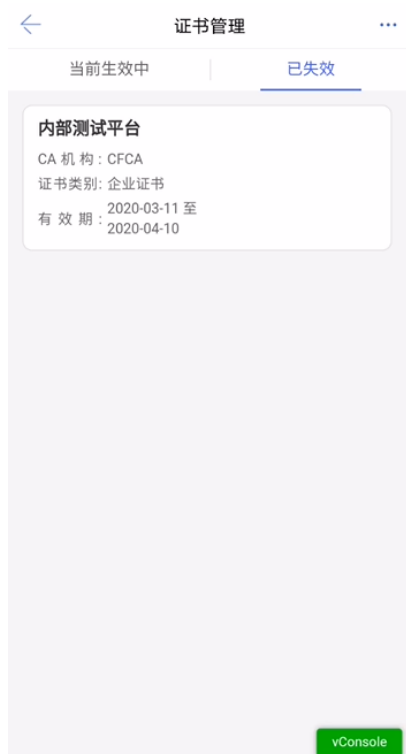 证书管理
当前生效中
已失效
内部测试平台
CA 机 构 : CFCA
证书类别: 企业证书
有 效 期 : 2020-03-11 至
2020-04-10
vConsole